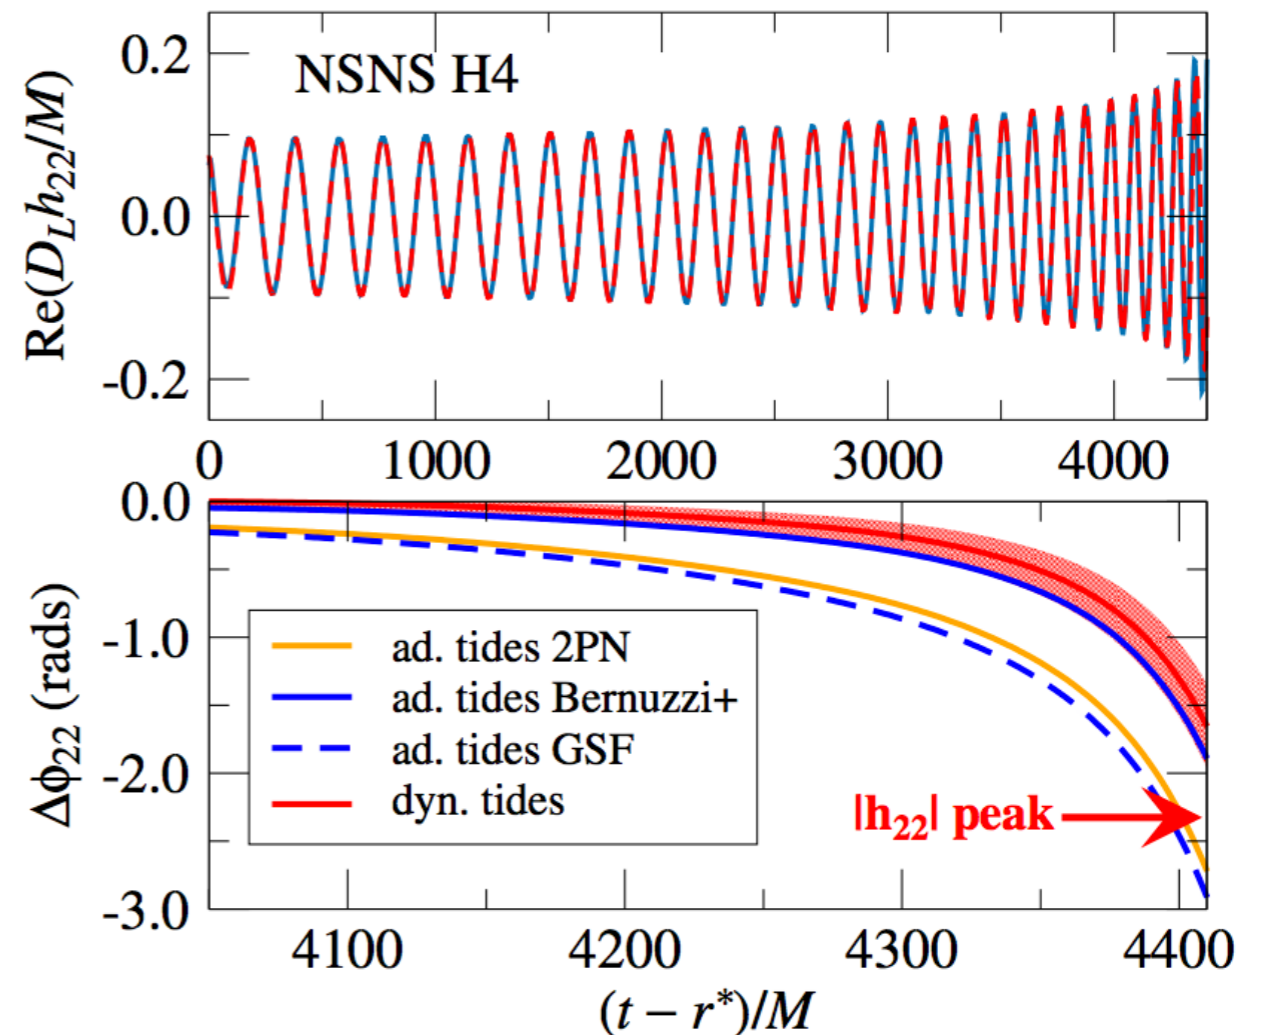 Re(D_L h_22/M)
0.2
0.0
-0.2
NSNS H4
0 1000 2000 3000 4000
Δϕ_22 (rads)
0.0
-1.0
-2.0
-3.0
ad. tides 2PN
ad. tides Bernuzzi+
ad. tides GSF
dyn. tides
|h_22| peak
4100 4200 4300 4400
(t − r*)/M